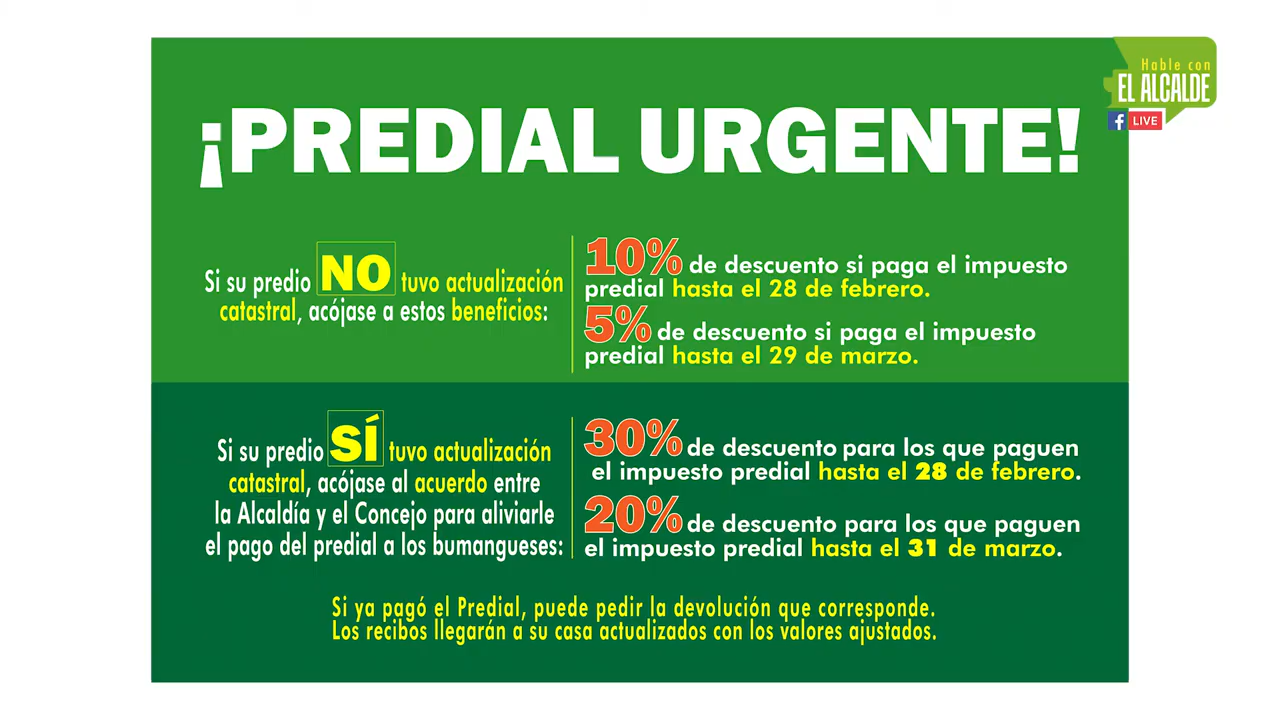 Hable con
EL ALCALDE
f LIVE
¡PREDIAL URGENTE!
Si su predio NO tuvo actualización
catastral, acójase a estos beneficios:
10% de descuento si paga el impuesto
predial hasta el 28 de febrero.
5% de descuento si paga el impuesto
predial hasta el 29 de marzo.
Si su predio SÍ tuvo actualización
catastral, acójase al acuerdo entre
la Alcaldía y el Concejo para aliviarle
el pago del predial a los bumangueses:
30% de descuento para los que paguen
el impuesto predial hasta el 28 de febrero.
20% de descuento para los que paguen
el impuesto predial hasta el 31 de marzo.
Si ya pagó el Predial, puede pedir la devolución que corresponde.
Los recibos llegarán a su casa actualizados con los valores ajustados.